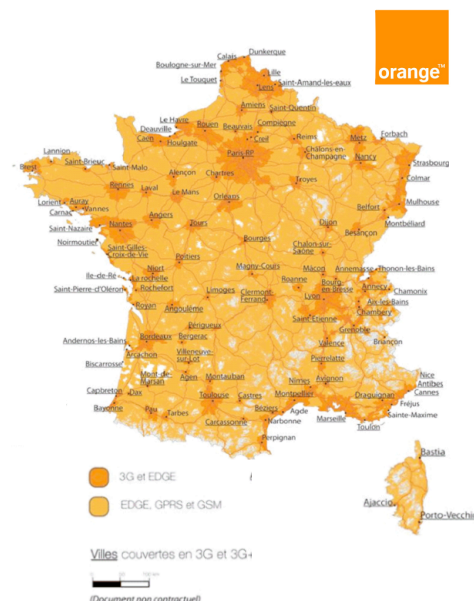 orange™
Calais
Dunkerque
Boulogne-sur-Mer
Lille
Le Touquet
Lens
Saint-Amand-les-eaux
Amiens
Saint-Quentin
Le Havre
Rouen
Beauvais
Compiègne
Deauville
Creil
Reims
Metz
Forbach
Caen
Houlgate
Paris RP
Châlons-en-
Champagne
Nancy
Strasbourg
Lannion
Saint-Brieuc
Saint-Malo
Alençon
Chartres
Brest
Rennes
Laval
Le Mans
Troyes
Colmar
Lorient
Auray
Vannes
Orléans
Belfort
Mulhouse
Carnac
Angers
Montbéliard
Saint-Nazaire
Nantes
Tours
Dijon
Besançon
Noirmoutier
Bourges
Saint-Gilles-
Croix-de-Vie
Poitiers
Chalon-sur-
Saône
Niort
Magny-Cours
Mâcon
Annemasse
Thonon-les-Bains
Ile-de-Ré
La rochelle
Roanne
Bourg
en Bresse
Annecy
Chamonix
Saint-Pierre-d'Oléron
Rochefort
Limoges
Clermont-
Ferrand
Lyon
Aix-les-Bains
Royan
Angoulême
Saint-Étienne
Chambéry
Périgueux
Grenoble
Andernos-les-Bains
Bordeaux
Bergerac
Valence
Briançon
Arcachon
Villeneuve-
sur-Lot
Pierrelatte
Biscarrosse
Mont-de-
Marsan
Agen
Montauban
Nimes
Avignon
Nice
Antibes
Cannes
Capbreton
Dax
Toulouse
Castres
Montpellier
Draguignan
Fréjus
Bayonne
Pau
Tarbes
Béziers
Agde
Marseille
Sainte-Maxime
Carcassonne
Narbonne
Toulon
Perpignan
Bastia
3G et EDGE
EDGE, GPRS et GSM
Ajaccio
Porto-Vecchi
Villes couvertes en 3G et 3G+
(Document non contractuel)